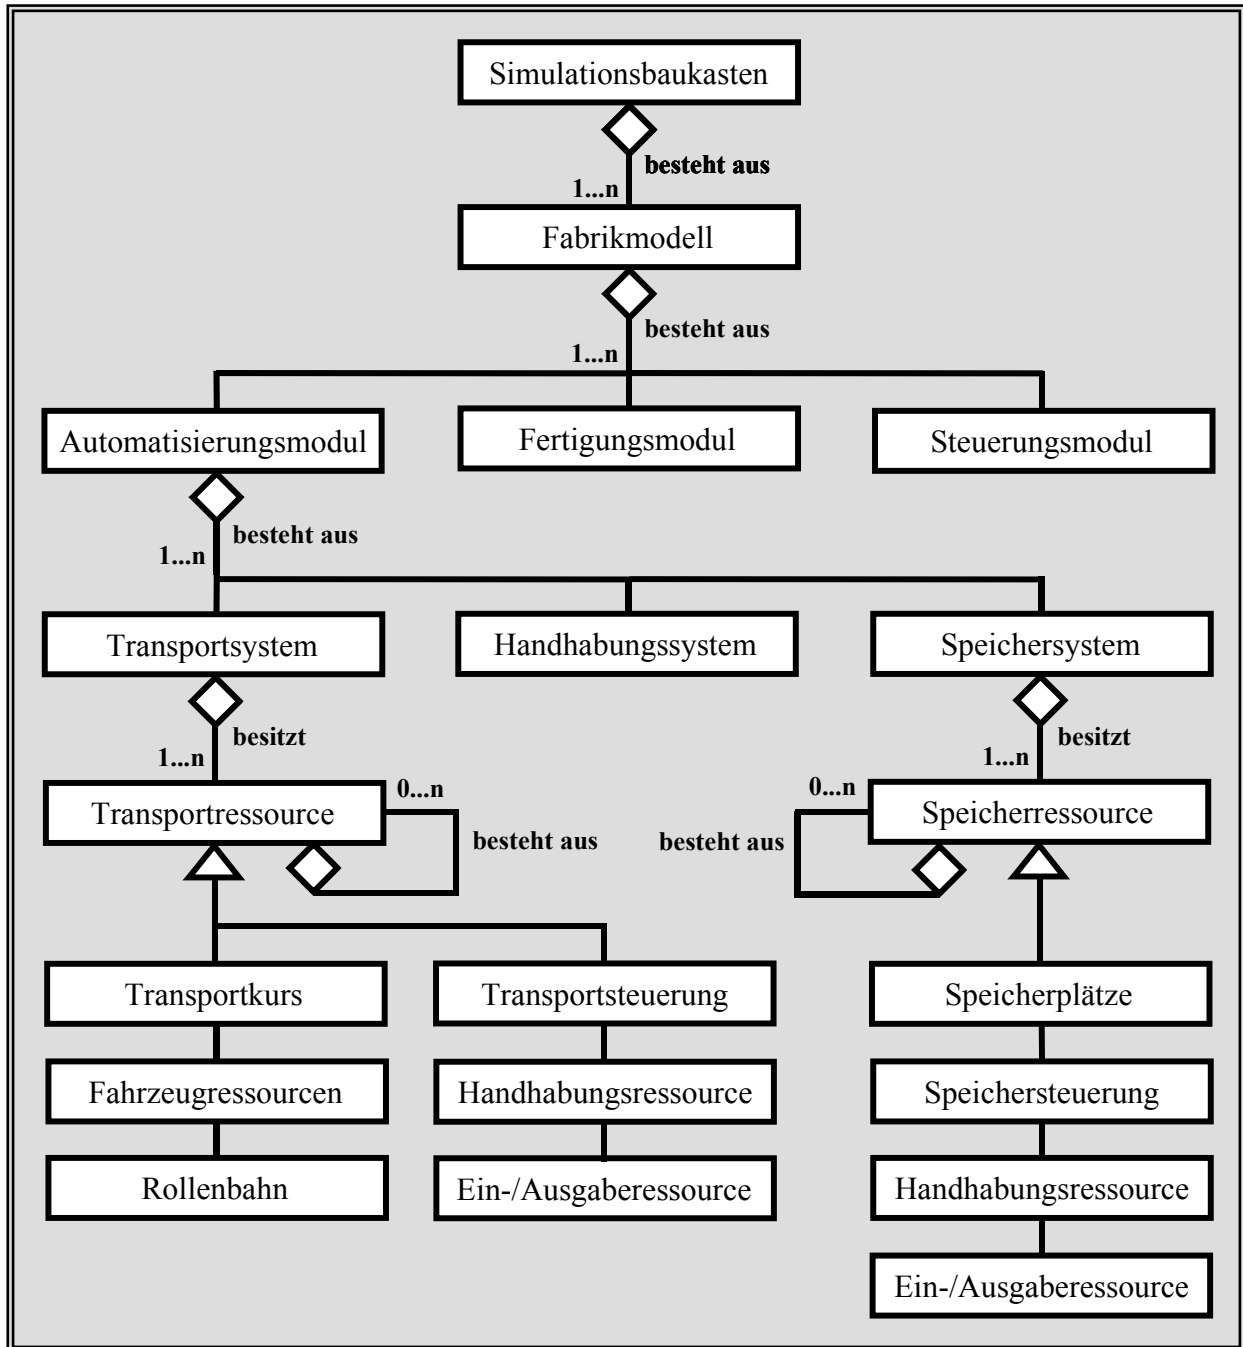 Simulationsbaukasten
besteht aus
1...n
Fabrikmodell
besteht aus
1...n
Automatisierungsmodul
Fertigungsmodul
Steuerungsmodul
besteht aus
1...n
Transportsystem
Handhabungssystem
Speichersystem
besitzt
1...n
besitzt
1...n
Transportressource
0...n
besteht aus
0...n
besteht aus
Speicherressource
Transportkurs
Transportsteuerung
Speicherplätze
Fahrzeugressourcen
Handhabungsressource
Speichersteuerung
Rollenbahn
Ein-/Ausgaberessource
Handhabungsressource
Ein-/Ausgaberessource